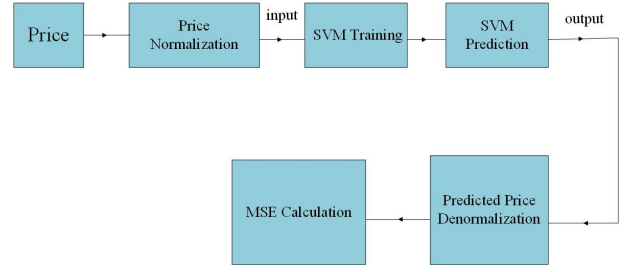 Price
Price
Normalization
input
SVM Training
SVM
Prediction
output
MSE Calculation
Predicted Price
Denormalization